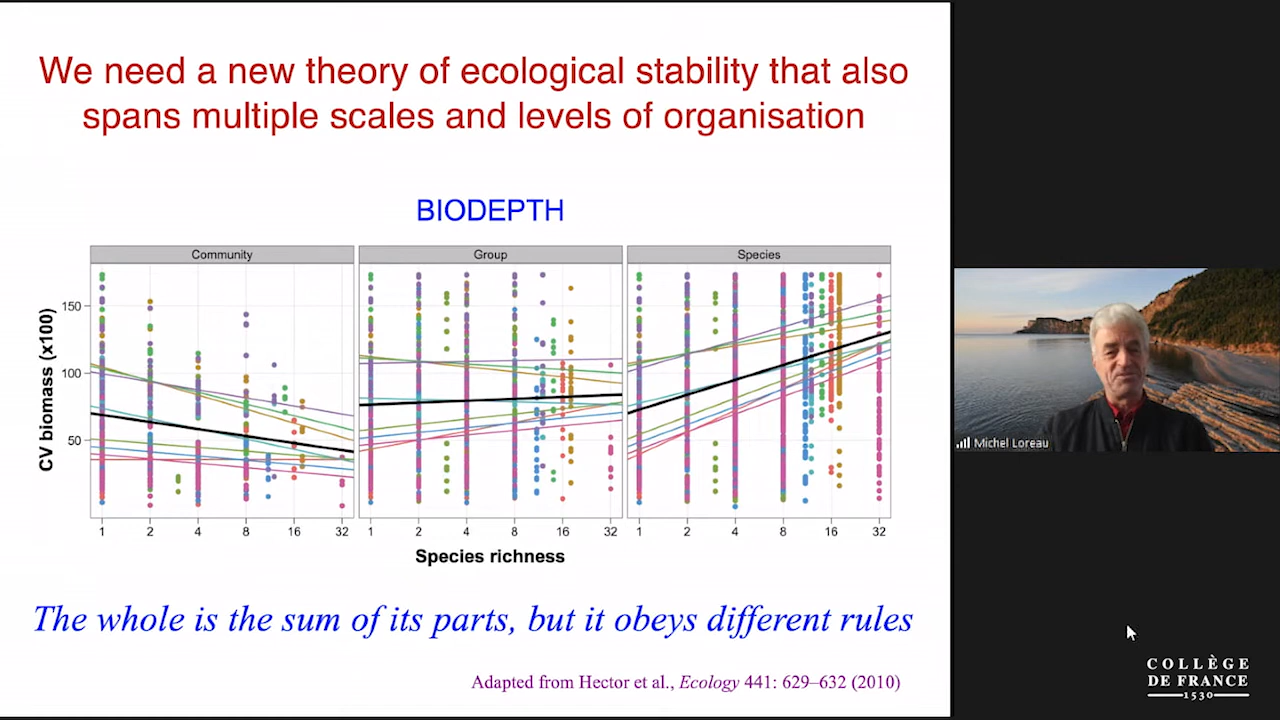 We need a new theory of ecological stability that also
spans multiple scales and levels of organisation
BIODEPTH
Community Group Species
CV biomass (x100)
150
100
50
1 2 4 8 16 32 1 2 4 8 16 32 1 2 4 8 16 32
Species richness
The whole is the sum of its parts, but it obeys different rules
Adapted from Hector et al., Ecology 441: 629–632 (2010)
Michel Loreau
COLLÈGE
DE FRANCE
1530